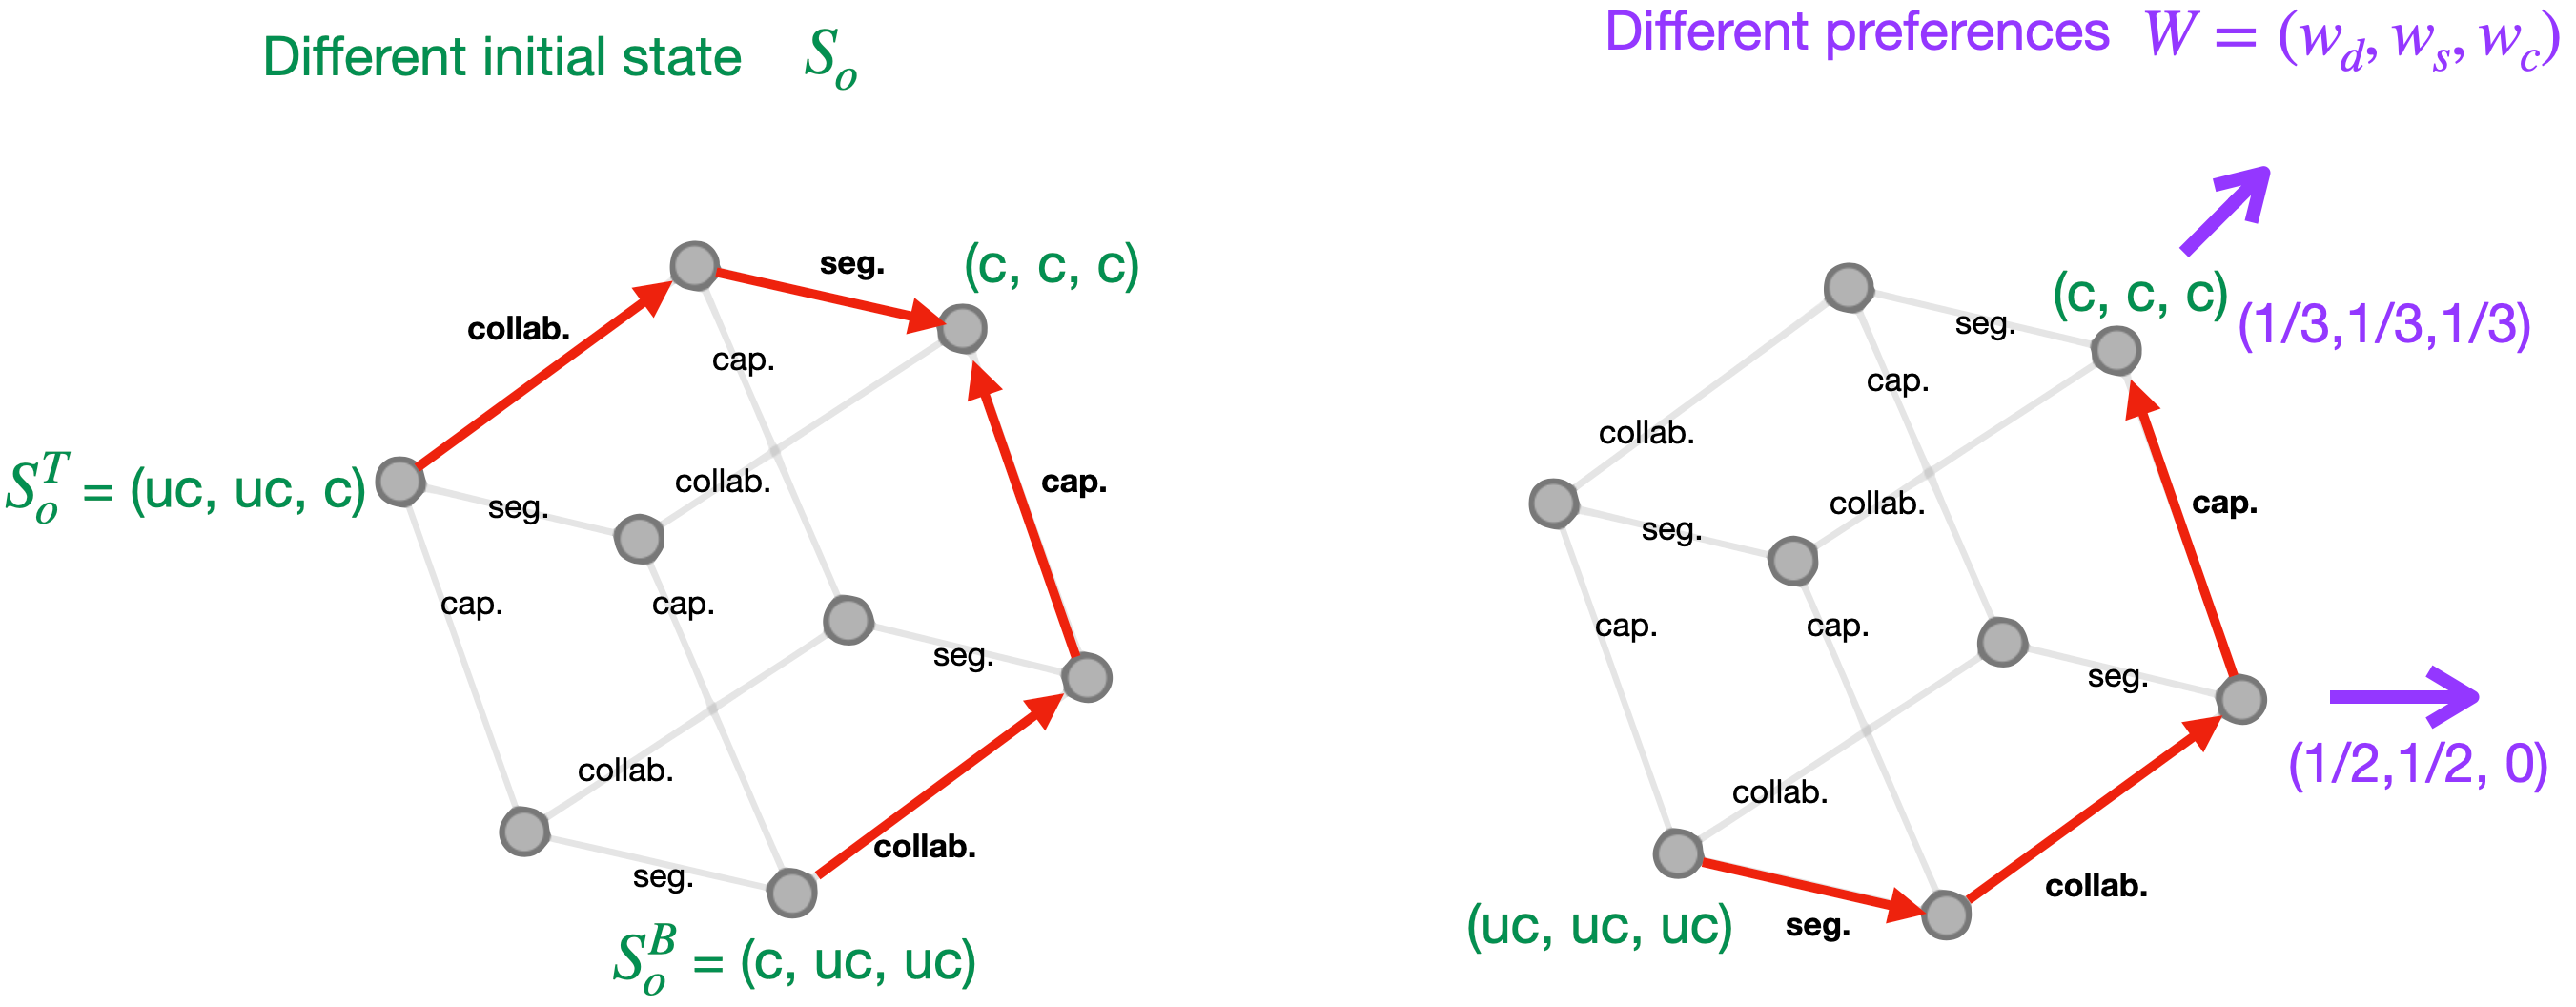 Different initial state S_o
collab.
seg.
(c, c, c)
cap.
S_o^T = (uc, uc, c)
seg.
collab.
cap.
cap.
cap.
seg.
collab.
collab.
seg.
S_o^B = (c, uc, uc)
Different preferences W = (w_d, w_s, w_c)
(c, c, c)
(1/3,1/3,1/3)
seg.
cap.
collab.
seg.
collab.
cap.
cap.
cap.
seg.
(1/2,1/2, 0)
collab.
collab.
(uc, uc, uc)
seg.